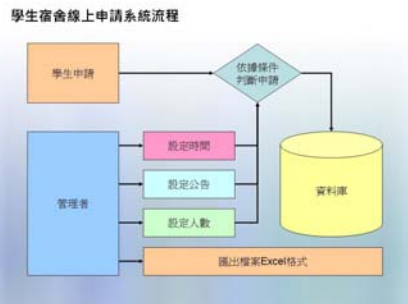 學生宿舍線上申請系統流程
學生申請
依據條件
判斷申請
管理者
設定時間
設定公告
設定人數
資料庫
匯出檔案Excel格式